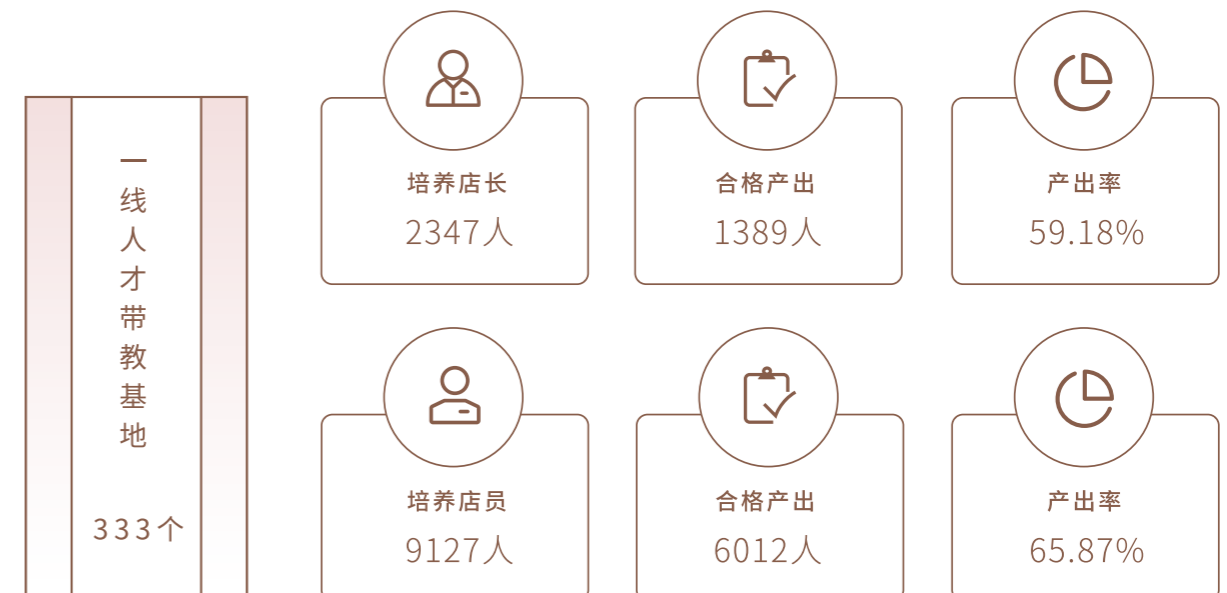 一线人才带教基地
333个
培养店长
2347人
合格产出
1389人
产出率
59.18%
培养店员
9127人
合格产出
6012人
产出率
65.87%